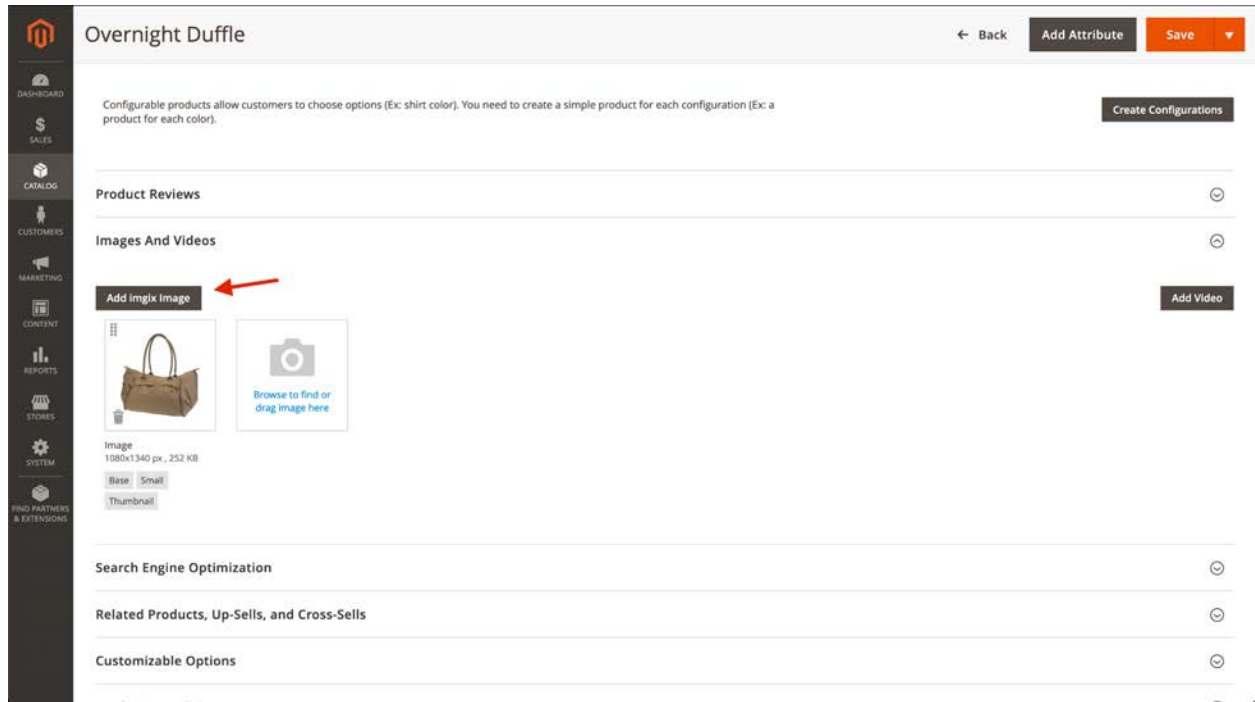 Overnight Duffle
← Back
Add Attribute
Save
DASHBOARD
SALES
CATALOG
CUSTOMERS
MARKETING
CONTENT
REPORTS
STORES
SYSTEM
FIND PARTNERS
& EXTENSIONS
Configurable products allow customers to choose options (Ex: shirt color). You need to create a simple product for each configuration (Ex: a
product for each color).
Create Configurations
Product Reviews
Images And Videos
Add imgix Image
Add Video
Browse to find or
drag image here
Image
1080x1340 px , 252 KB
Base Small
Thumbnail
Search Engine Optimization
Related Products, Up-Sells, and Cross-Sells
Customizable Options